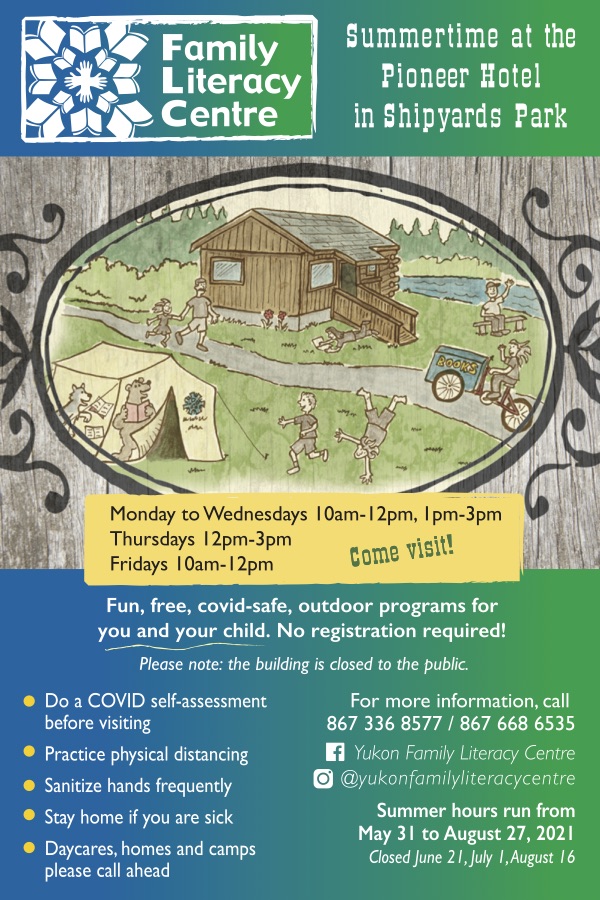 Family
Literacy
Centre
Summertime at the
Pioneer Hotel
in Shipyards Park
BOOKS
Monday to Wednesdays 10am-12pm, 1pm-3pm
Thursdays 12pm-3pm
Fridays 10am-12pm
Come visit!
Fun, free, covid-safe, outdoor programs for
you and your child. No registration required!
Please note: the building is closed to the public.
Do a COVID self-assessment
before visiting
Practice physical distancing
Sanitize hands frequently
Stay home if you are sick
Daycares, homes and camps
please call ahead
For more information, call
867 336 8577 / 867 668 6535
Yukon Family Literacy Centre
@yukonfamilyliteracycentre
Summer hours run from
May 31 to August 27, 2021
Closed June 21, July 1, August 16